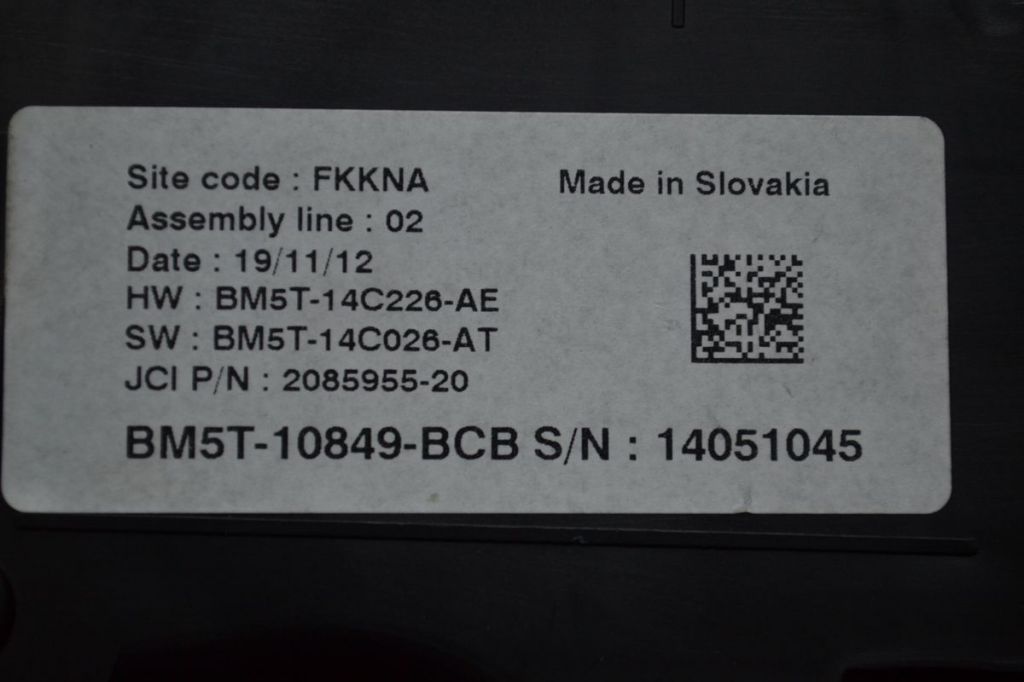 Site code : FKKNA
Made in Slovakia
Assembly line : 02
Date : 19/11/12
HW : BM5T-14C226-AE
SW : BM5T-14C026-AT
JCI P/N : 2085955-20
BM5T-10849-BCB S/N : 14051045